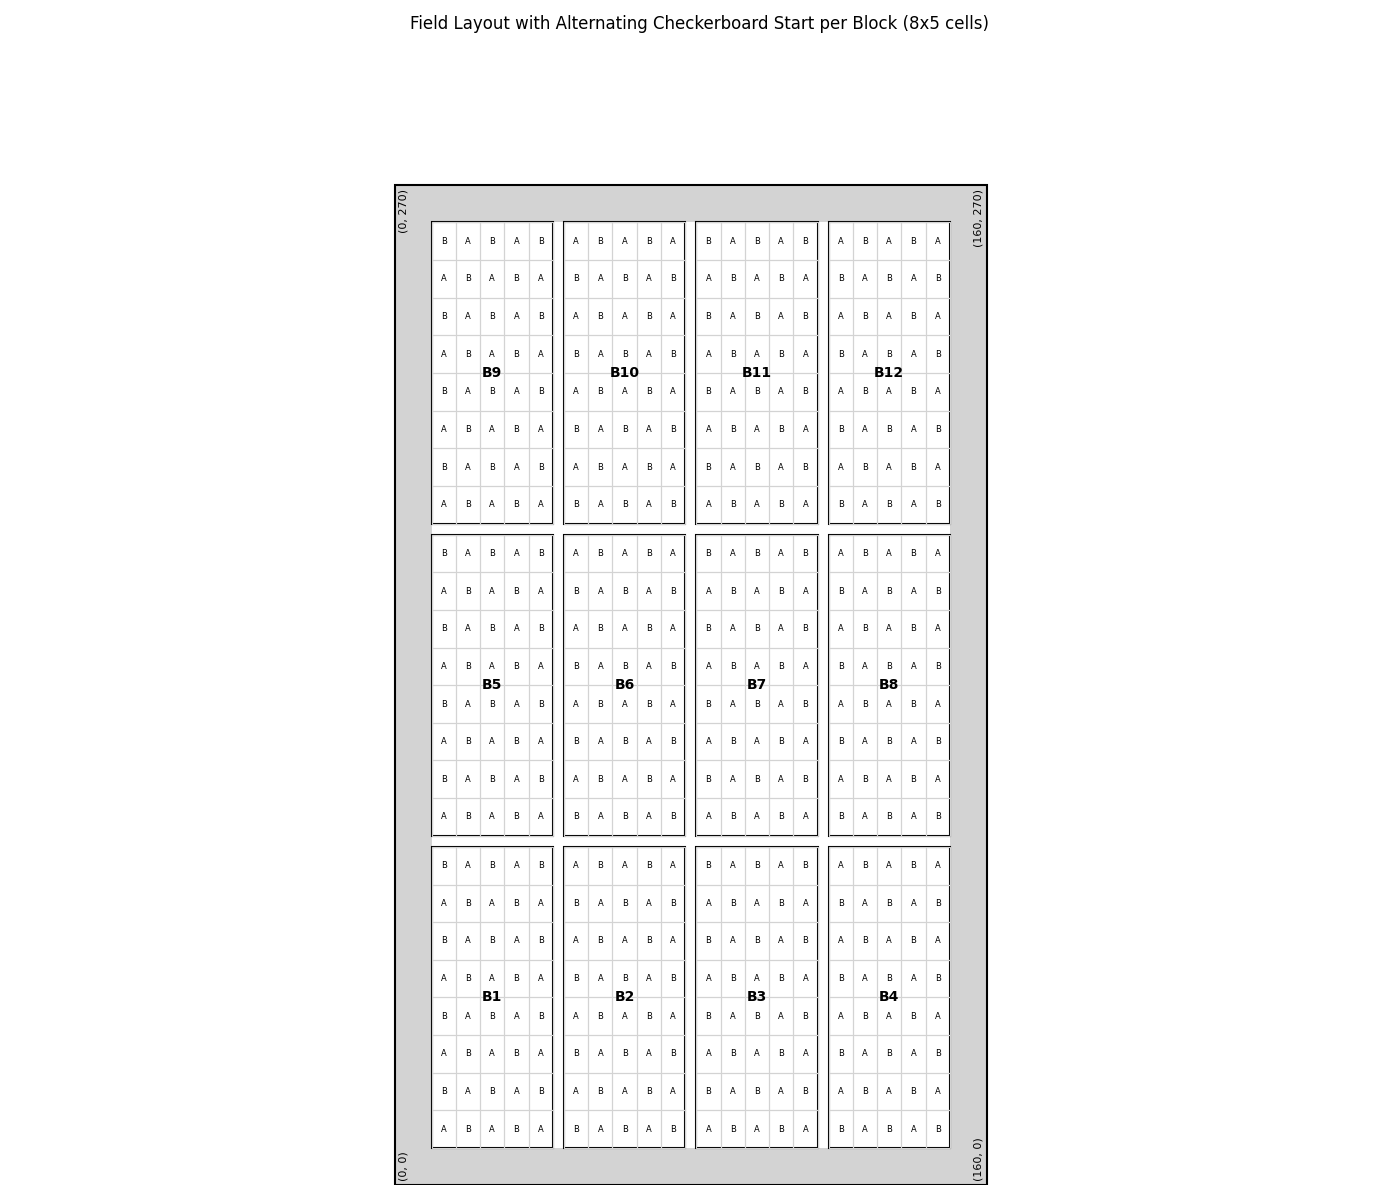 Field Layout with Alternating Checkerboard Start per Block (8x5 cells)
(0, 270)
(160, 270)
B A B A B A B A B A B A B A B A B A B A
A B A B A B A B A B A B A B A B A B A B
B A B A B A B A B A B A B A B A B A B A
A B A B A B A B A B A B A B A B A B A B
B9 B10 B11 B12
B A B A B A B A B A B A B A B A B A B A
A B A B A B A B A B A B A B A B A B A B
B A B A B A B A B A B A B A B A B A B A
A B A B A B A B A B A B A B A B A B A B
B A B A B A B A B A B A B A B A B A B A
A B A B A B A B A B A B A B A B A B A B
B A B A B A B A B A B A B A B A B A B A
A B A B A B A B A B A B A B A B A B A B
B5 B6 B7 B8
B A B A B A B A B A B A B A B A B A B A
A B A B A B A B A B A B A B A B A B A B
B A B A B A B A B A B A B A B A B A B A
A B A B A B A B A B A B A B A B A B A B
B A B A B A B A B A B A B A B A B A B A
A B A B A B A B A B A B A B A B A B A B
B A B A B A B A B A B A B A B A B A B A
A B A B A B A B A B A B A B A B A B A B
B1 B2 B3 B4
B A B A B A B A B A B A B A B A B A B A
A B A B A B A B A B A B A B A B A B A B
B A B A B A B A B A B A B A B A B A B A
A B A B A B A B A B A B A B A B A B A B
(0, 0)
(160, 0)